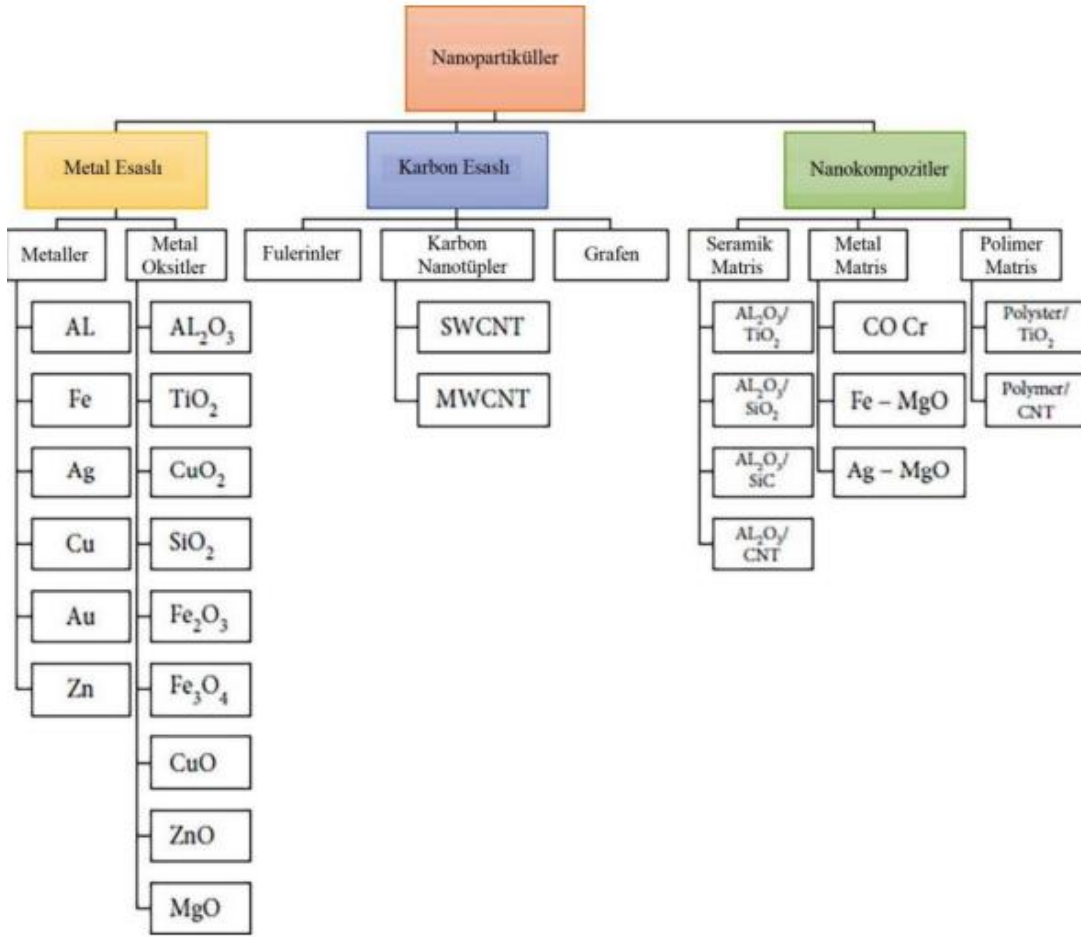 Nanopartiküller
Metal Esaslı
Karbon Esaslı
Nanokompozitler
Metaller
Metal
Oksitler
Fulerinler
Karbon
Nanotüpler
Grafen
Seramik
Matris
Metal
Matris
Polimer
Matris
AL
Fe
Ag
Cu
Au
Zn
AL₂O₃
TiO₂
CuO₂
SiO₂
Fe₂O₃
Fe₃O₄
CuO
ZnO
MgO
SWCNT
MWCNT
AL₂O₃/
TiO₂
AL₂O₃/
SiO₂
AL₂O₃/
SiC
AL₂O₃/
CNT
CO Cr
Fe – MgO
Ag – MgO
Polyster/
TiO₂
Polymer/
CNT